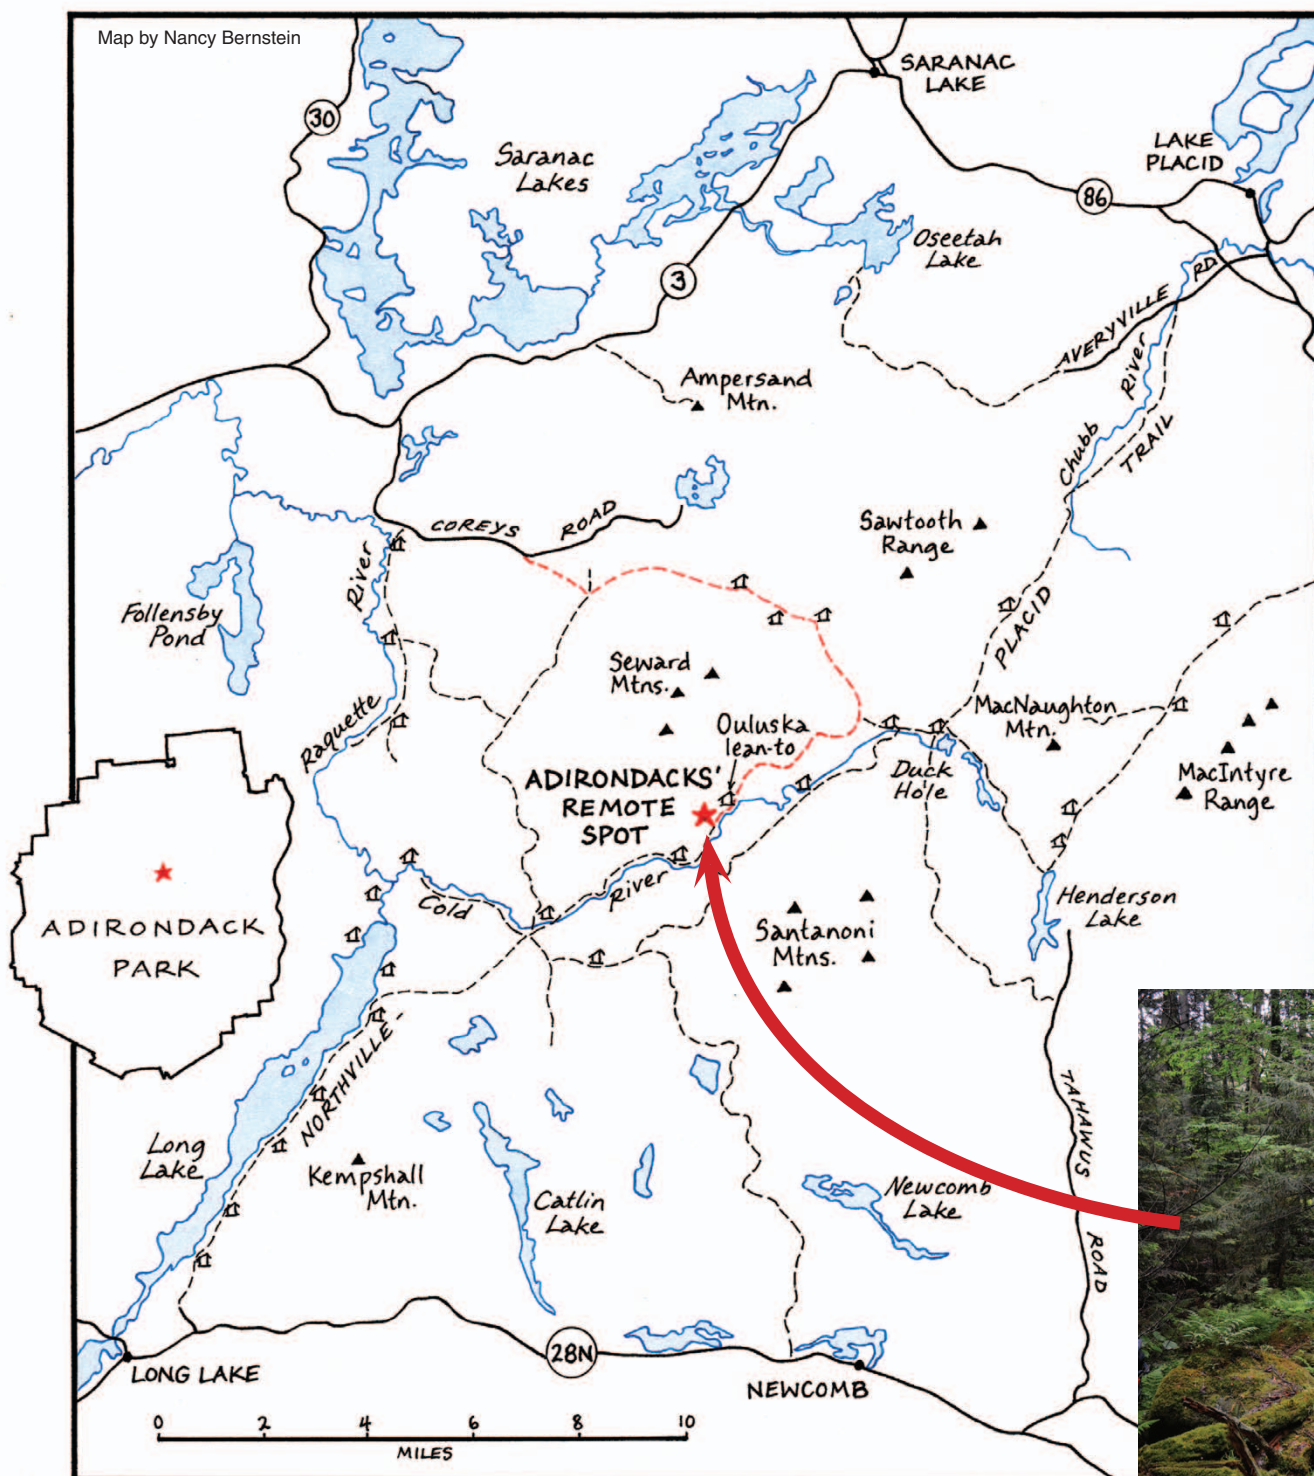 Map by Nancy Bernstein
SARANAC
LAKE
30
LAKE
PLACID
Saranac
Lakes
86
Oseetah
Lake
3
AVERYVILLE RD.
Ampersand
Mtn.
Chubb River
PLACID TRAIL
COREYS ROAD
Sawtooth
Range
Follensby
Pond
Raquette River
Seward
Mtns.
Ouluska
lean-to
MacNaughton
Mtn.
ADIRONDACKS'
REMOTE
SPOT
Duck
Hole
MacIntyre
Range
ADIRONDACK
PARK
Cold River
Henderson
Lake
Santanoni
Mtns.
NORTHVILLE-
TAHAWUS ROAD
Long
Lake
Kempshall
Mtn.
Catlin
Lake
Newcomb
Lake
28N
LONG LAKE
NEWCOMB
0 2 4 6 8 10
MILES